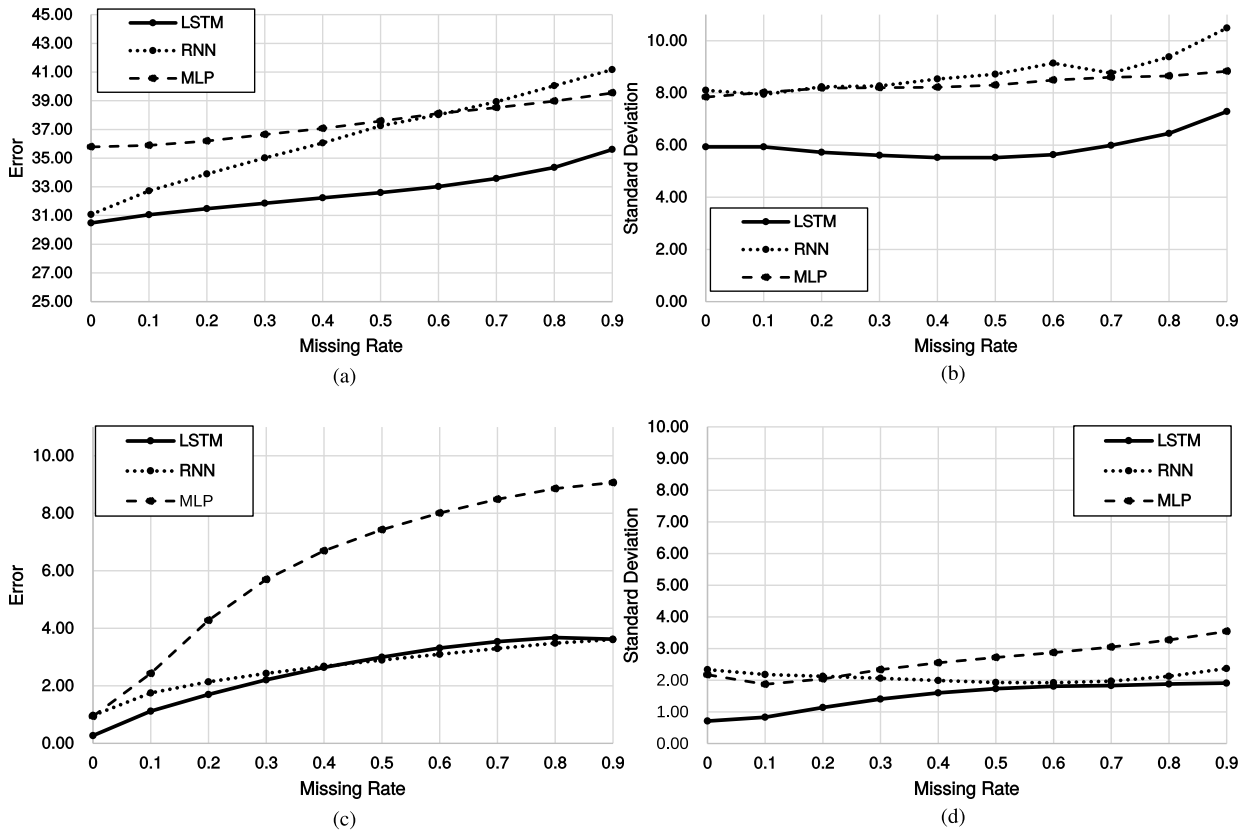 45.00
43.00
41.00
39.00
37.00
35.00
33.00
31.00
29.00
27.00
25.00
Error
LSTM
RNN
MLP
0 0.1 0.2 0.3 0.4 0.5 0.6 0.7 0.8 0.9
Missing Rate
(a)
10.00
8.00
6.00
4.00
2.00
0.00
Standard Deviation
LSTM
RNN
MLP
0 0.1 0.2 0.3 0.4 0.5 0.6 0.7 0.8 0.9
Missing Rate
(b)
10.00
8.00
6.00
4.00
2.00
0.00
Error
LSTM
RNN
MLP
0 0.1 0.2 0.3 0.4 0.5 0.6 0.7 0.8 0.9
Missing Rate
(c)
10.00
9.00
8.00
7.00
6.00
5.00
4.00
3.00
2.00
1.00
0.00
Standard Deviation
LSTM
RNN
MLP
0 0.1 0.2 0.3 0.4 0.5 0.6 0.7 0.8 0.9
Missing Rate
(d)